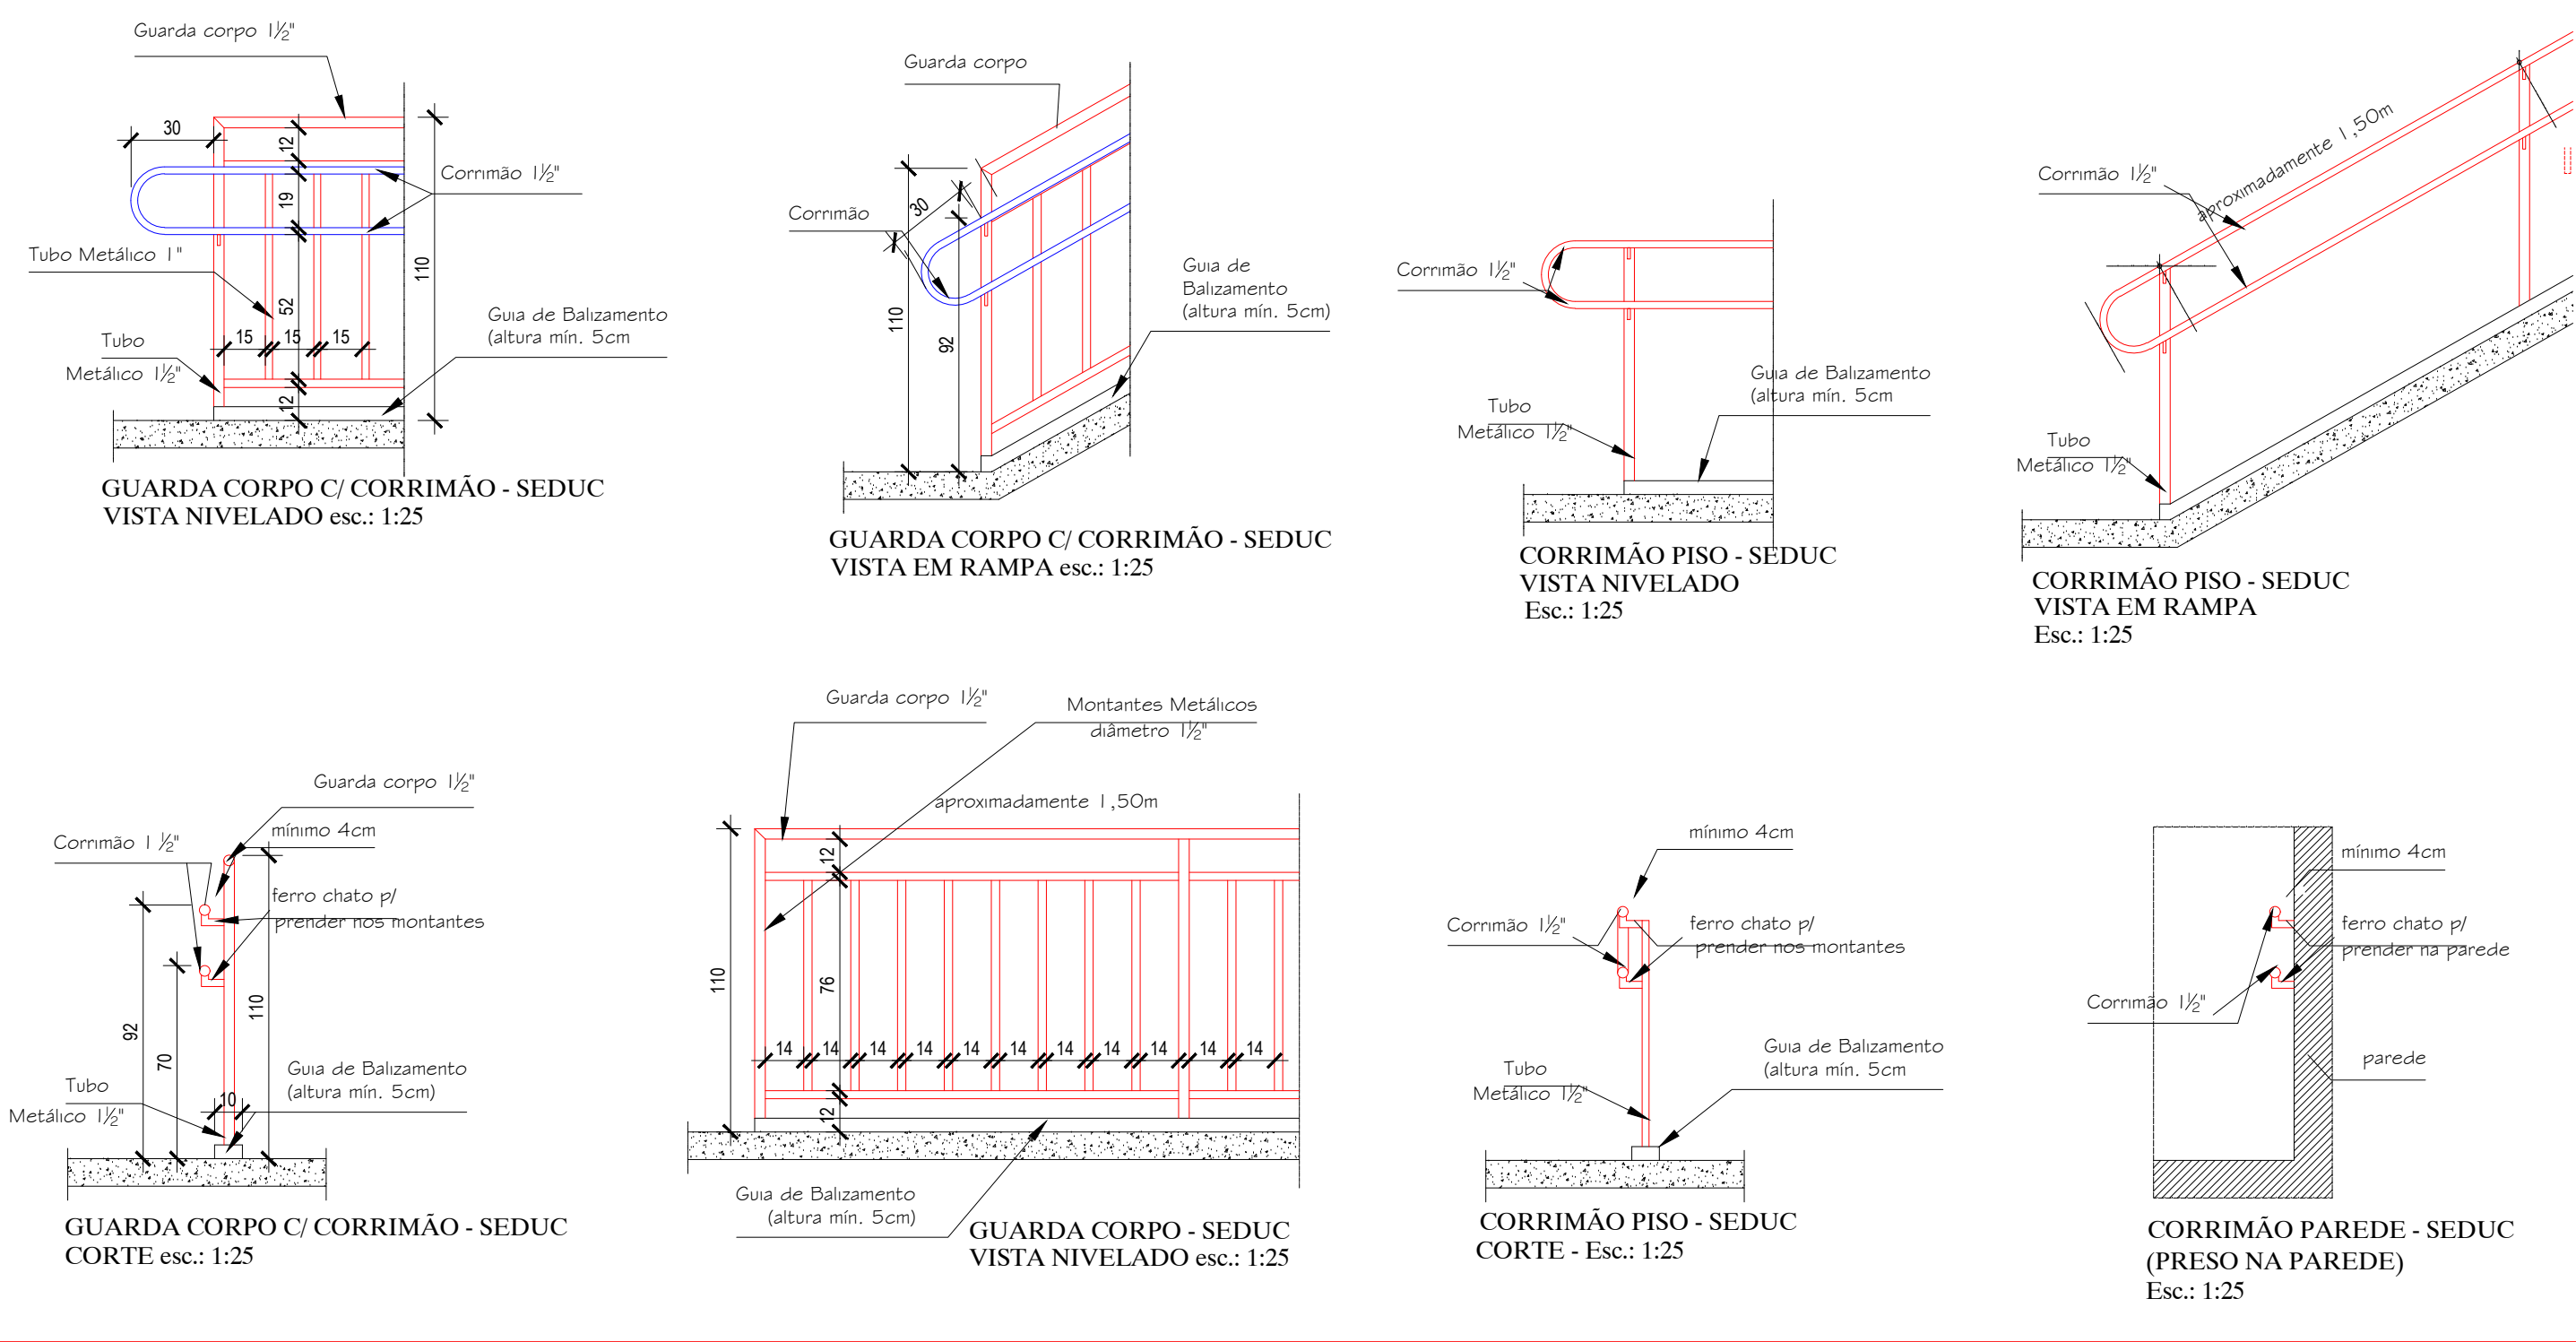 Guarda corpo 1½"
30
12
Corrimão 1½"
19
Tubo Metálico 1"
110
52
Guia de Balizamento
(altura mín. 5cm
15
15
15
Tubo
Metálico 1½"
12
GUARDA CORPO C/ CORRIMÃO - SEDUC
VISTA NIVELADO esc.: 1:25
Guarda corpo
30
Corrimão
Guia de
Balizamento
(altura mín. 5cm)
110
92
GUARDA CORPO C/ CORRIMÃO - SEDUC
VISTA EM RAMPA esc.: 1:25
Corrimão 1½"
Guia de Balizamento
(altura mín. 5cm
Tubo
Metálico 1½"
CORRIMÃO PISO - SEDUC
VISTA NIVELADO
Esc.: 1:25
aproximadamente 1,50m
Corrimão 1½"
Tubo
Metálico 1½"
CORRIMÃO PISO - SEDUC
VISTA EM RAMPA
Esc.: 1:25
Guarda corpo 1½"
mínimo 4cm
Corrimão 1 ½"
ferro chato p/
prender nos montantes
92
70
110
Guia de Balizamento
(altura mín. 5cm)
10
Tubo
Metálico 1½"
GUARDA CORPO C/ CORRIMÃO - SEDUC
CORTE esc.: 1:25
Guarda corpo 1½"
Montantes Metálicos
diâmetro 1½"
aproximadamente 1,50m
12
110
76
14
14
14
14
14
14
14
14
14
14
14
12
Guia de Balizamento
(altura mín. 5cm)
GUARDA CORPO - SEDUC
VISTA NIVELADO esc.: 1:25
mínimo 4cm
Corrimão 1½"
ferro chato p/
prender nos montantes
Guia de Balizamento
(altura mín. 5cm
Tubo
Metálico 1½"
CORRIMÃO PISO - SEDUC
CORTE - Esc.: 1:25
mínimo 4cm
ferro chato p/
prender na parede
Corrimão 1½"
parede
CORRIMÃO PAREDE - SEDUC
(PRESO NA PAREDE)
Esc.: 1:25